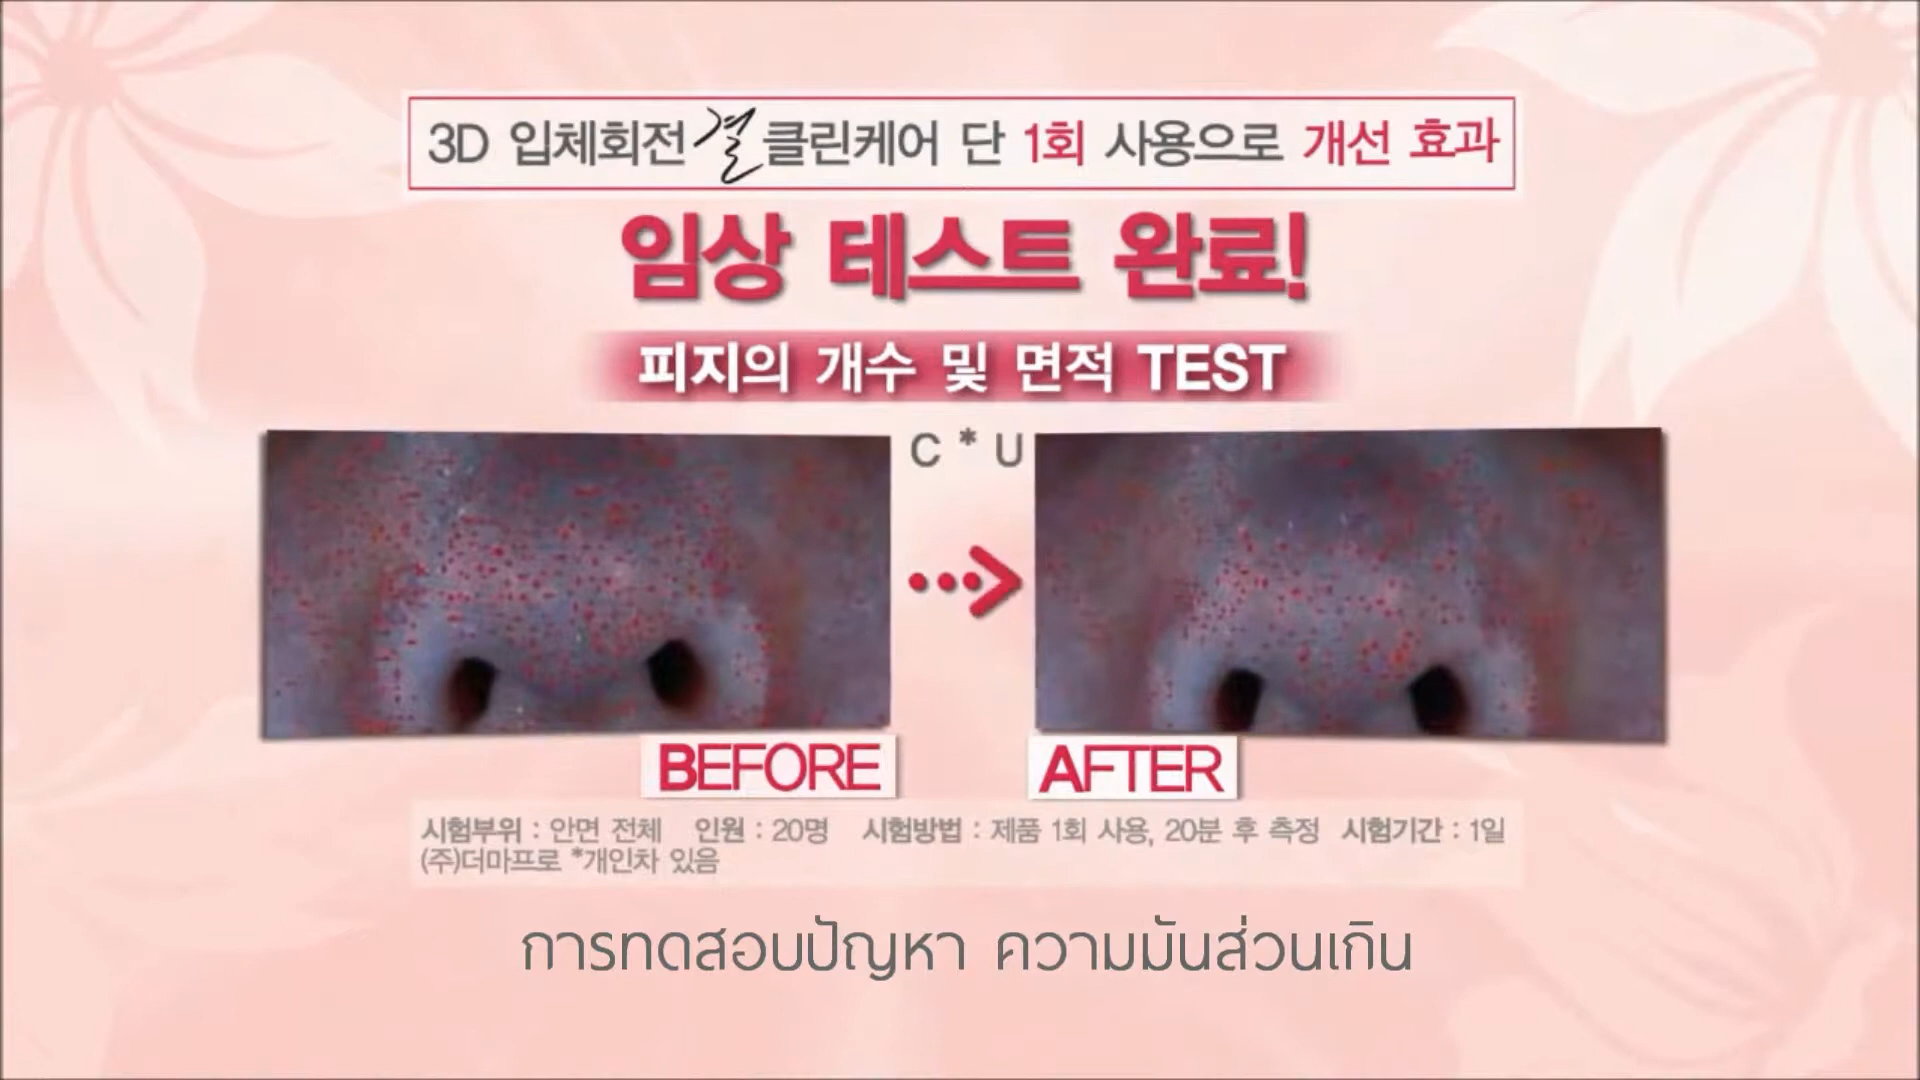 3D 입체회전 결 클린케어 단 1회 사용으로 개선 효과
임상 테스트 완료!
피지의 개수 및 면적 TEST
C * U
BEFORE
AFTER
시험부위 : 안면 전체 인원 : 20명 시험방법 : 제품 1회 사용, 20분 후 측정 시험기간 : 1일
(주)더마프로 *개인차 있음
การทดสอบปัญหา ความมันส่วนเกิน